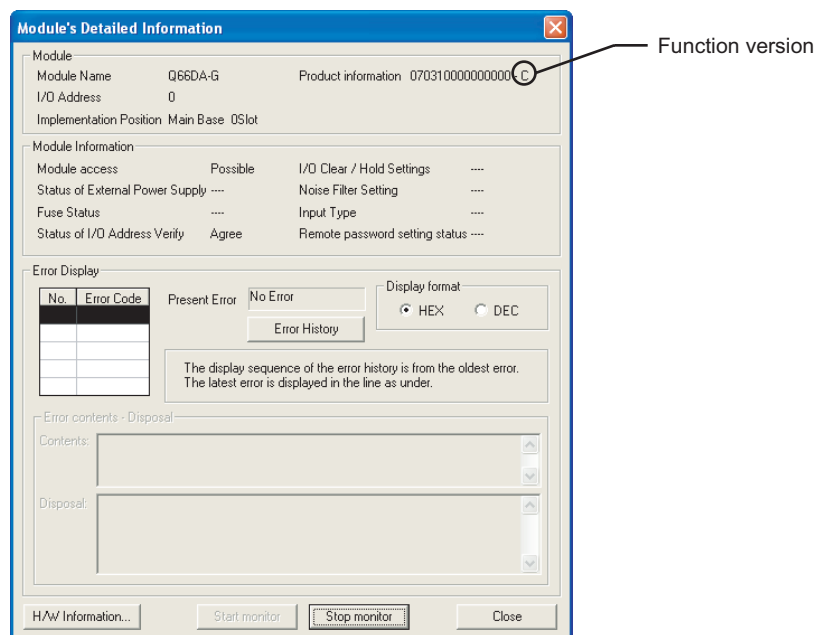 Module's Detailed Information
Function version
Module
Module Name Q66DA-G Product information 070310000000000 - C
I/O Address 0
Implementation Position Main Base 0Slot
Module Information
Module access Possible I/O Clear / Hold Settings ----
Status of External Power Supply ---- Noise Filter Setting ----
Fuse Status ---- Input Type ----
Status of I/O Address Verify Agree Remote password setting status ----
Error Display
No. Error Code
Present Error No Error
Display format
HEX DEC
Error History
The display sequence of the error history is from the oldest error.
The latest error is displayed in the line as under.
Error contents - Disposal
Contents:
Disposal:
H/W Information... Start monitor Stop monitor Close